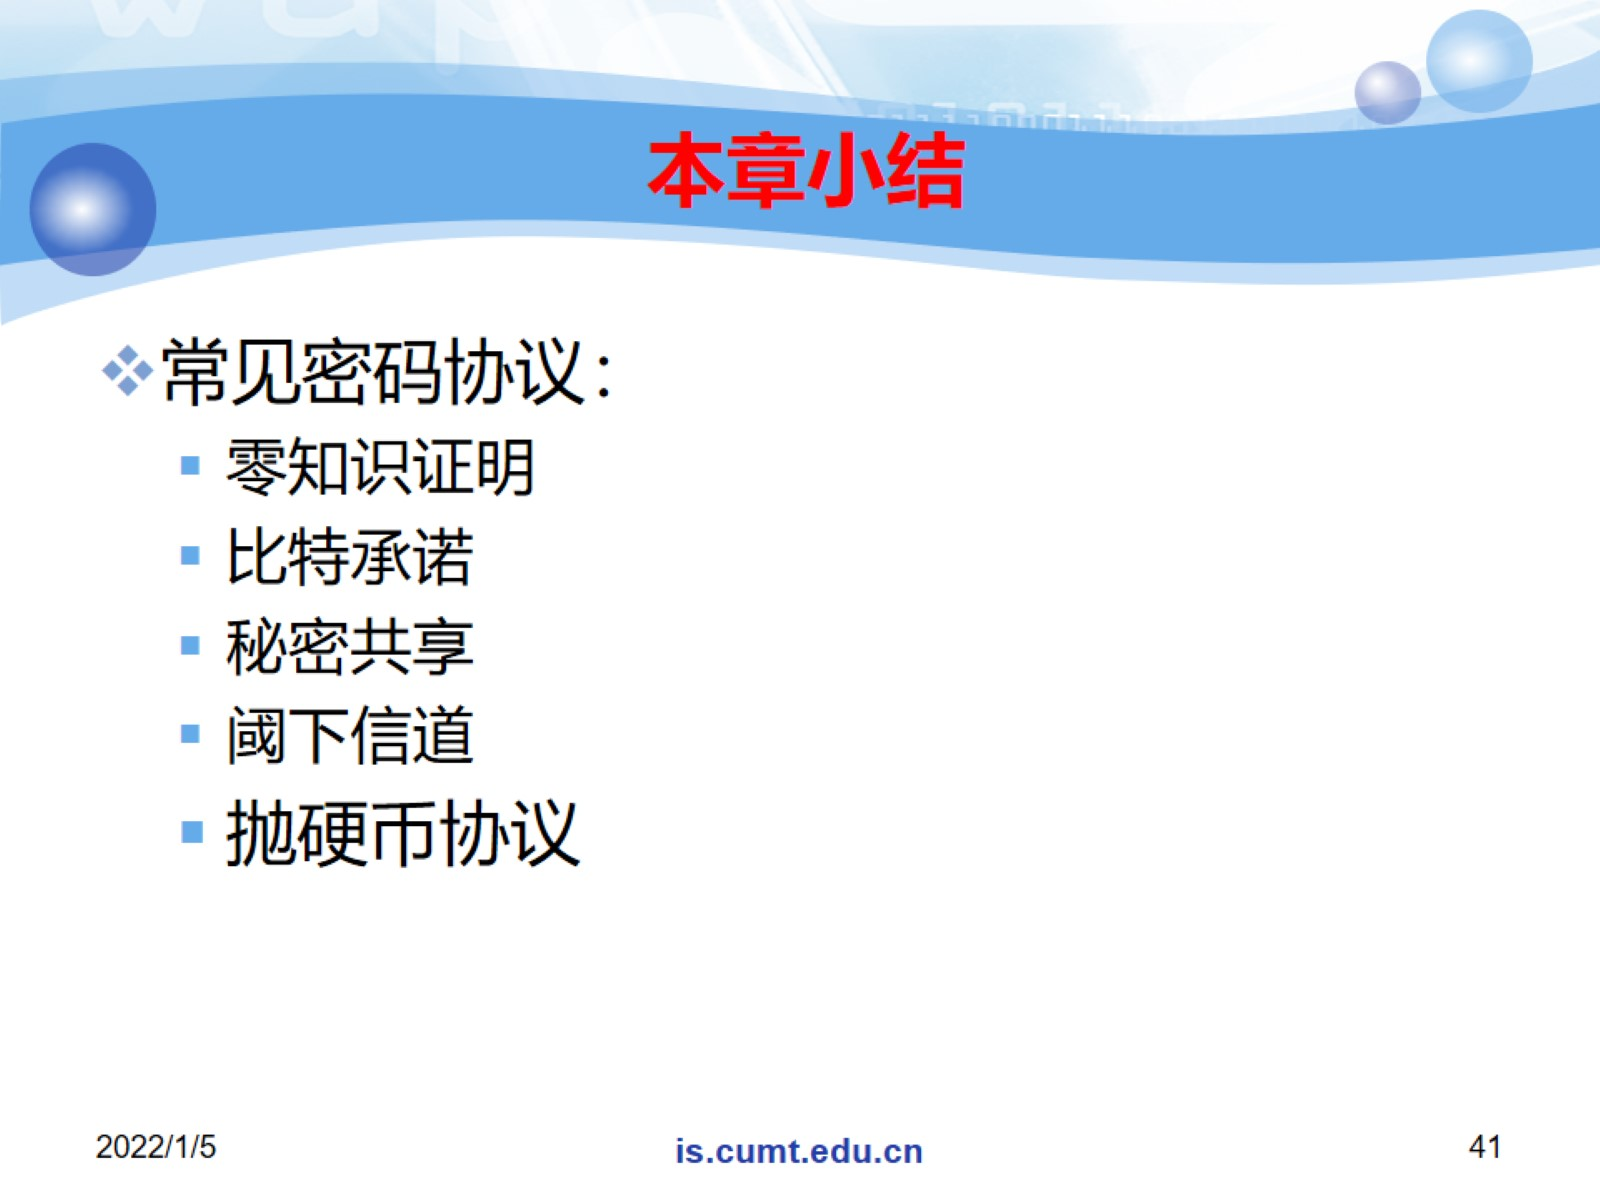 本章小结
常见密码协议：
零知识证明
比特承诺
秘密共享
阈下信道
抛硬币协议
2022/1/5
is.cumt.edu.cn
41